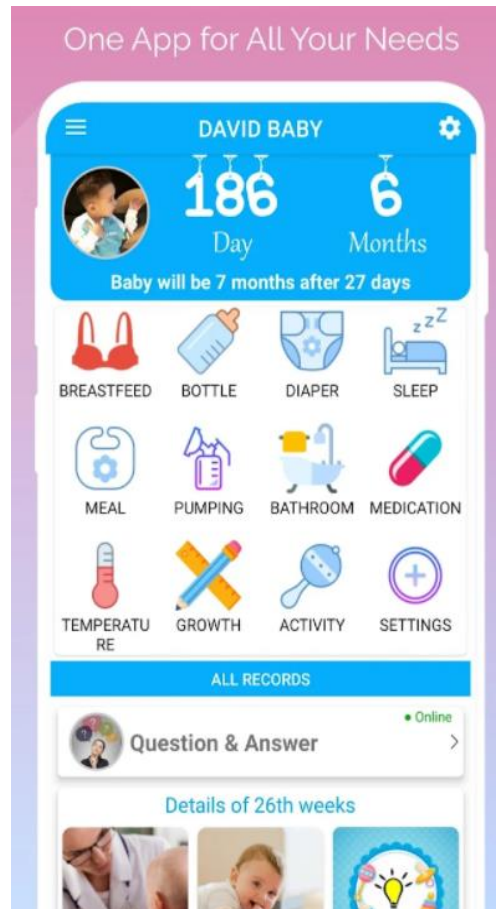 One App for All Your Needs
DAVID BABY
186 6
Day Months
Baby will be 7 months after 27 days
BREASTFEED BOTTLE DIAPER SLEEP
MEAL PUMPING BATHROOM MEDICATION
TEMPERATU GROWTH ACTIVITY SETTINGS
RE
ALL RECORDS
• Online
Question & Answer
Details of 26th weeks